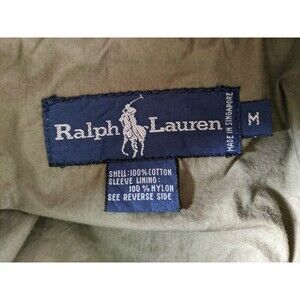 Ralph Lauren
MADE IN SINGAPORE
M
SHELL:100%COTTON
SLEEVE LINING:
100%NYLON
SEE REVERSE SIDE